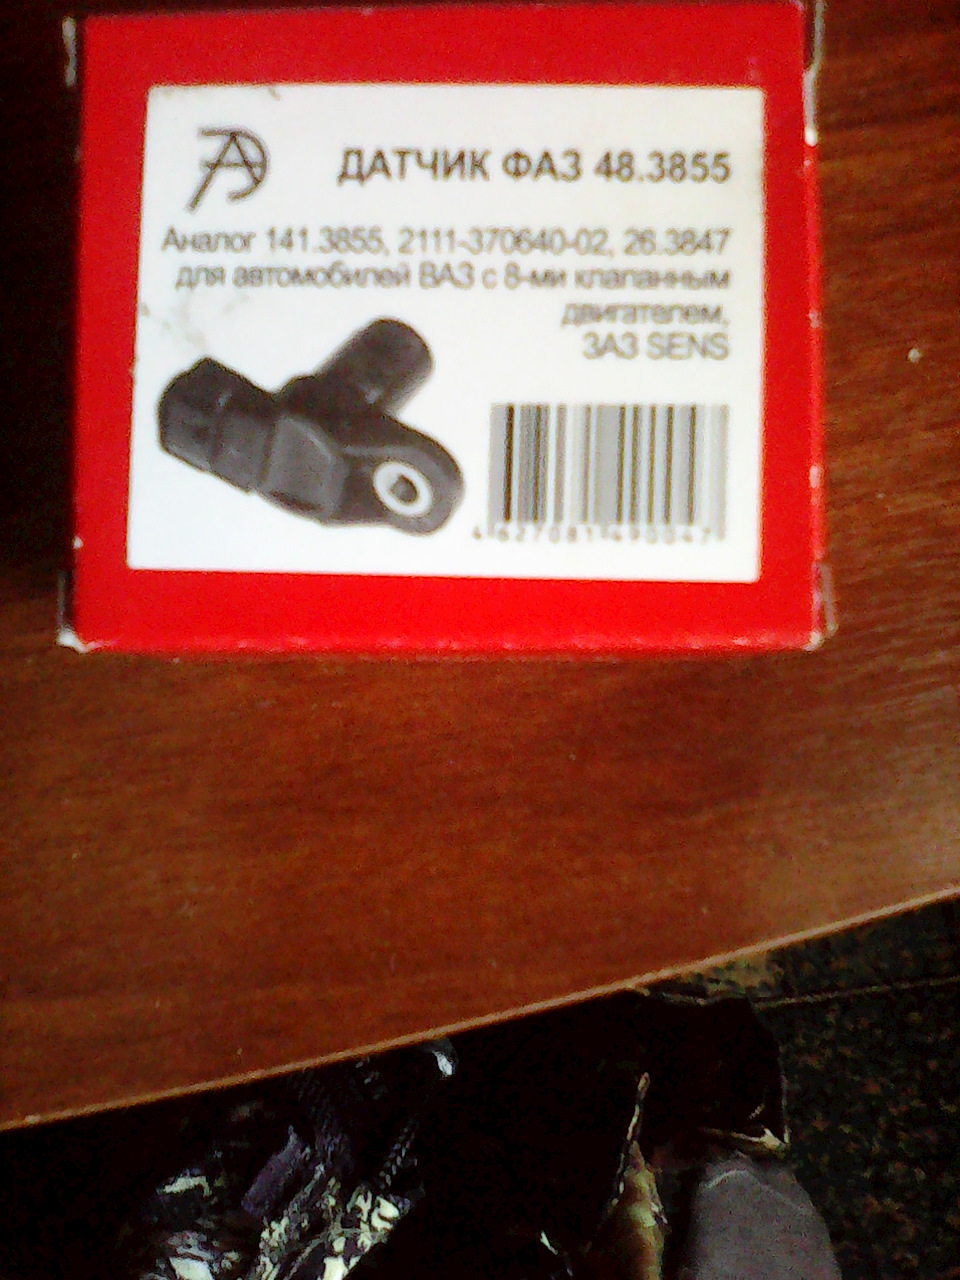 ДАТЧИК ФАЗ 48.3855
Аналог 141.3855, 2111-370640-02, 26.3847
для автомобилей ВАЗ с 8-ми клапанным
двигателем,
ЗАЗ SENS
4627081490047